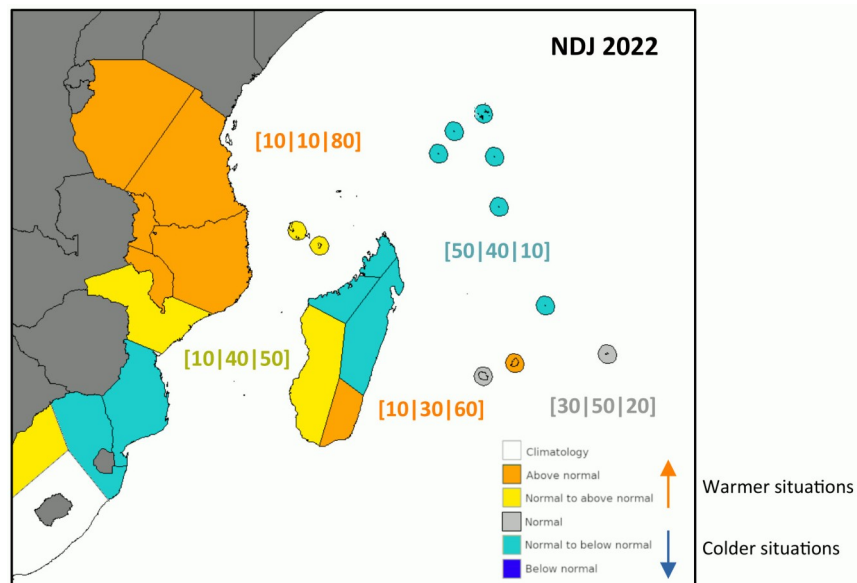 NDJ 2022
[10|10|80]
[50|40|10]
[10|40|50]
[10|30|60]
[30|50|20]
Climatology
Above normal
Normal to above normal
Normal
Normal to below normal
Below normal
Warmer situations
Colder situations